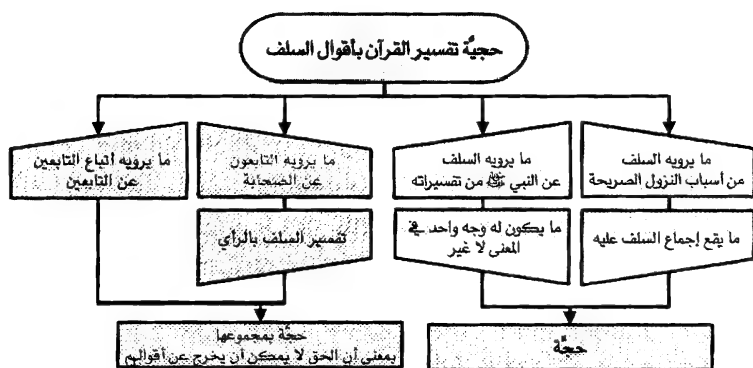 حجيَّة تفسير القرآن بأقوال السلف
ما يرويه السلف
من أسباب النزول الصريحة
ما يرويه السلف
عن النبي ﷺ من تفسيراته
ما يرويه التابعون
عن الصحابة
ما يرويه أتباع التابعين
عن التابعين
ما يقع إجماع السلف عليه
ما يكون له وجه واحد في
المعنى لا غير
تفسير السلف بالرأي
حجَّة
حجَّة بمجموعها
بمعنى أن الحق لا يمكن أن يخرج عن أقوالهم